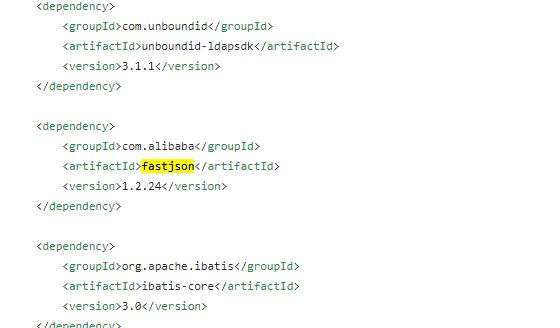 <dependency>
<groupId>com.unboundid</groupId>
<artifactId>unboundid-ldapsdk</artifactId>
<version>3.1.1</version>
</dependency>
<dependency>
<groupId>com.alibaba</groupId>
<artifactId>fastjson</artifactId>
<version>1.2.24</version>
</dependency>
<dependency>
<groupId>org.apache.ibatis</groupId>
<artifactId>ibatis-core</artifactId>
<version>3.0</version>
</dependency>